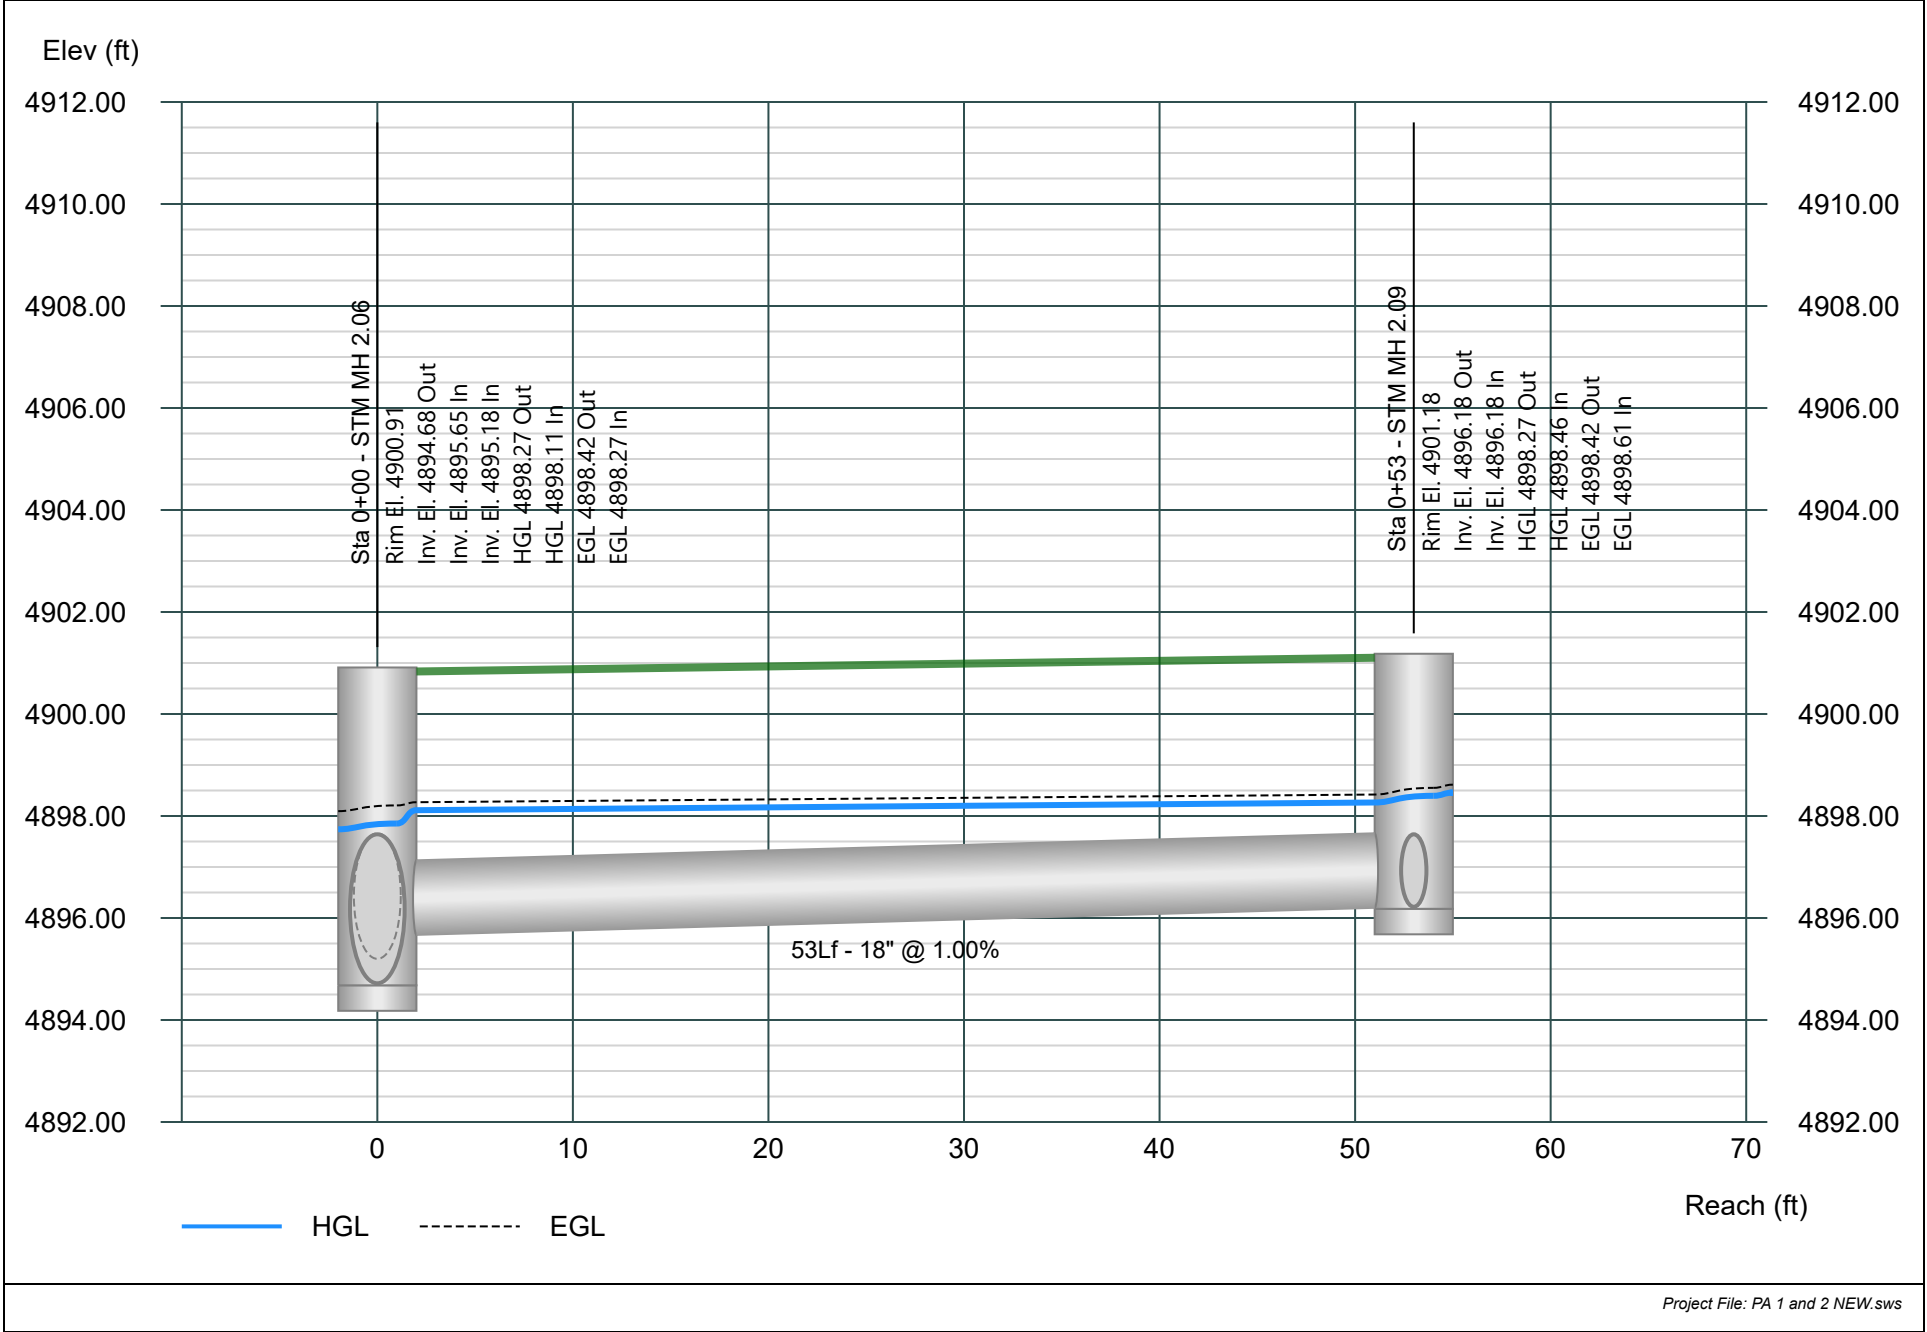 Elev (ft)
4912.00
4912.00
4910.00
4910.00
4908.00
4908.00
4906.00
4906.00
4904.00
4904.00
4902.00
4902.00
4900.00
4900.00
4898.00
4898.00
4896.00
4896.00
4894.00
4894.00
4892.00
4892.00
Sta 0+00 - STM MH 2.06
Rim El. 4900.91
Inv. El. 4894.68 Out
Inv. El. 4895.65 In
Inv. El. 4895.18 In
HGL 4898.27 Out
HGL 4898.11 In
EGL 4898.42 Out
EGL 4898.27 In
Sta 0+53 - STM MH 2.09
Rim El. 4901.18
Inv. El. 4896.18 Out
Inv. El. 4896.18 In
HGL 4898.27 Out
HGL 4898.46 In
EGL 4898.42 Out
EGL 4898.61 In
53Lf - 18" @ 1.00%
0 10 20 30 40 50 60 70
Reach (ft)
HGL EGL
Project File: PA 1 and 2 NEW.sws